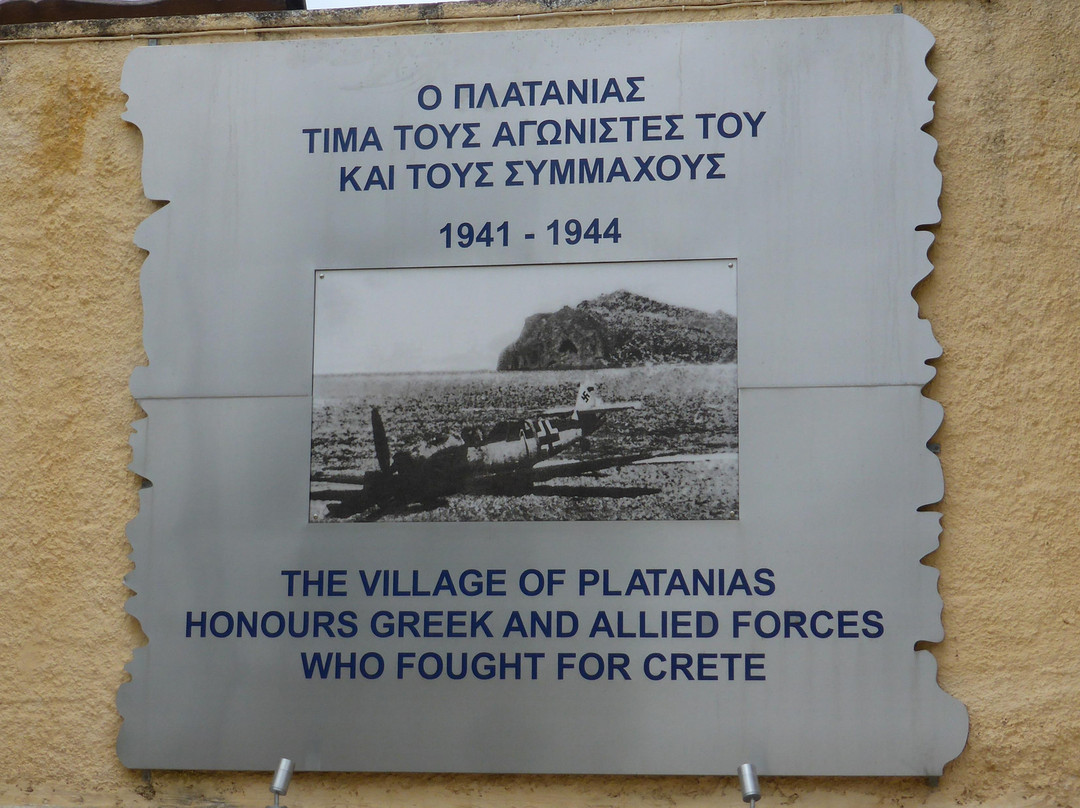 Ο ΠΛΑΤΑΝΙΑΣ
ΤΙΜΑ ΤΟΥΣ ΑΓΩΝΙΣΤΕΣ ΤΟΥ
ΚΑΙ ΤΟΥΣ ΣΥΜΜΑΧΟΥΣ
1941 - 1944
THE VILLAGE OF PLATANIAS
HONOURS GREEK AND ALLIED FORCES
WHO FOUGHT FOR CRETE